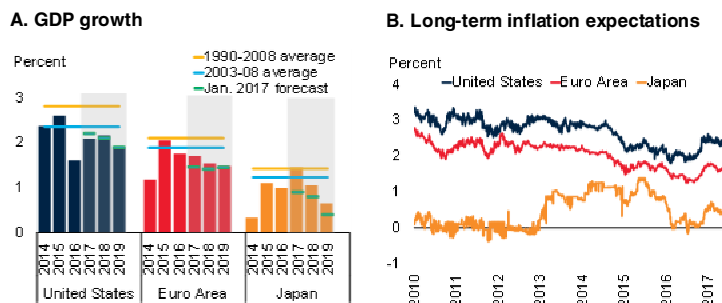 A. GDP growth
Percent
1990-2008 average
2003-08 average
Jan. 2017 forecast
3
2
1
0
2014 2015 2016 2017 2018 2019 2014 2015 2016 2017 2018 2019 2014 2015 2016 2017 2018 2019
United States Euro Area Japan
B. Long-term inflation expectations
Percent
United States Euro Area Japan
4
3
2
1
0
-1
2010 2011 2012 2013 2014 2015 2016 2017